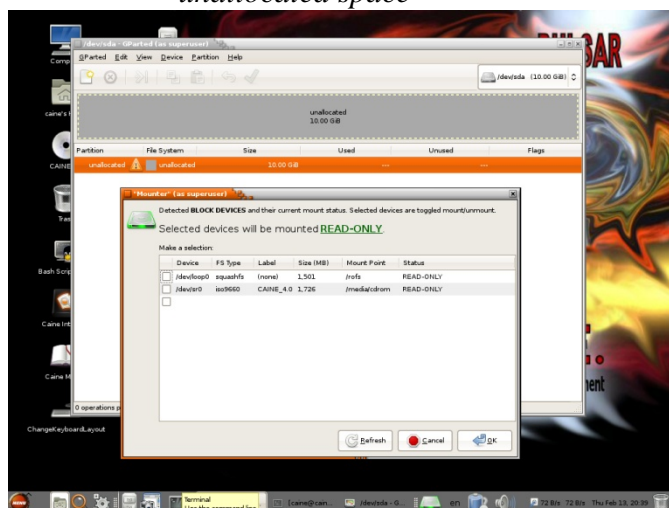 unallocated space
PULSAR
/dev/sda - GParted (as superuser)
GParted Edit View Device Partition Help
/dev/sda (10.00 GiB)
unallocated
10.00 GiB
Partition File System Size Used Unused Flags
unallocated unallocated 10.00 GiB --- ---
"Mounter" (as superuser)
Detected BLOCK DEVICES and their current mount status. Selected devices are toggled mount/unmount.
Selected devices will be mounted READ-ONLY.
Make a selection:
Device FS Type Label Size (MB) Mount Point Status
/dev/loop0 squashfs (none) 1,501 /rofs READ-ONLY
/dev/sr0 iso9660 CAINE_4.0 1,726 /media/cdrom READ-ONLY
Refresh Cancel OK
0 operations p
Comp
caine's
CAINE
Tras
Bash Scrip
Caine Int
Caine M
ChangeKeyboardLayout
Terminal
Use the command line
[caine@cain... /dev/sda - G... en 72 B/s 72 B/s Thu Feb 13, 20:39